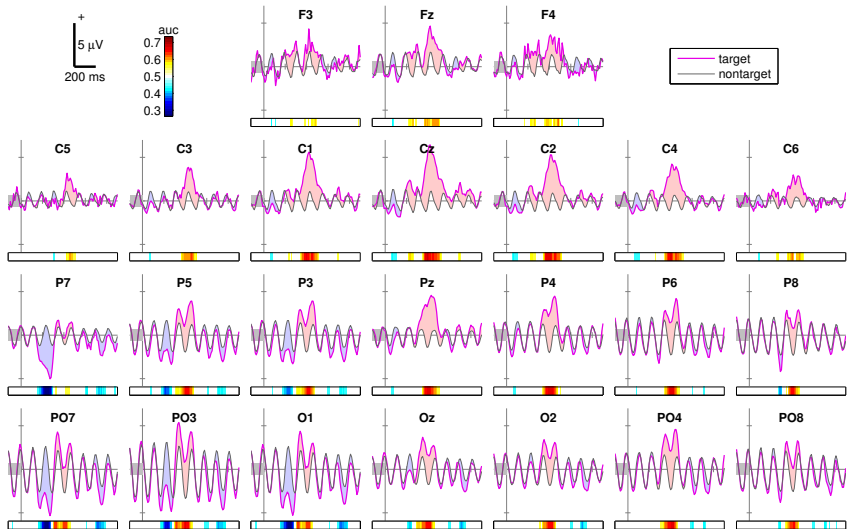 +
5 μV
200 ms
auc
0.7
0.6
0.5
0.4
0.3
F3
Fz
F4
target
nontarget
C5
C3
C1
Cz
C2
C4
C6
P7
P5
P3
Pz
P4
P6
P8
PO7
PO3
O1
Oz
O2
PO4
PO8